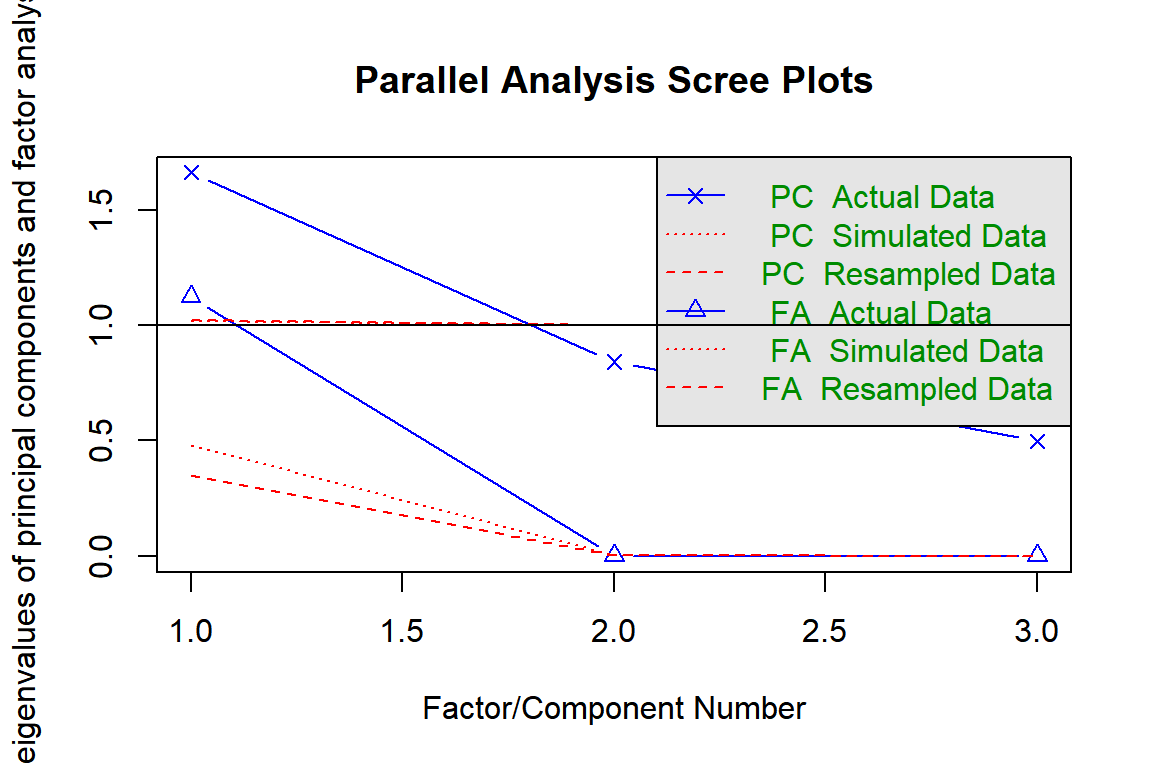 Parallel Analysis Scree Plots
eigenvalues of principal components and factor analys
1.5
1.0
0.5
0.0
PC Actual Data
PC Simulated Data
PC Resampled Data
FA Actual Data
FA Simulated Data
FA Resampled Data
1.0 1.5 2.0 2.5 3.0
Factor/Component Number